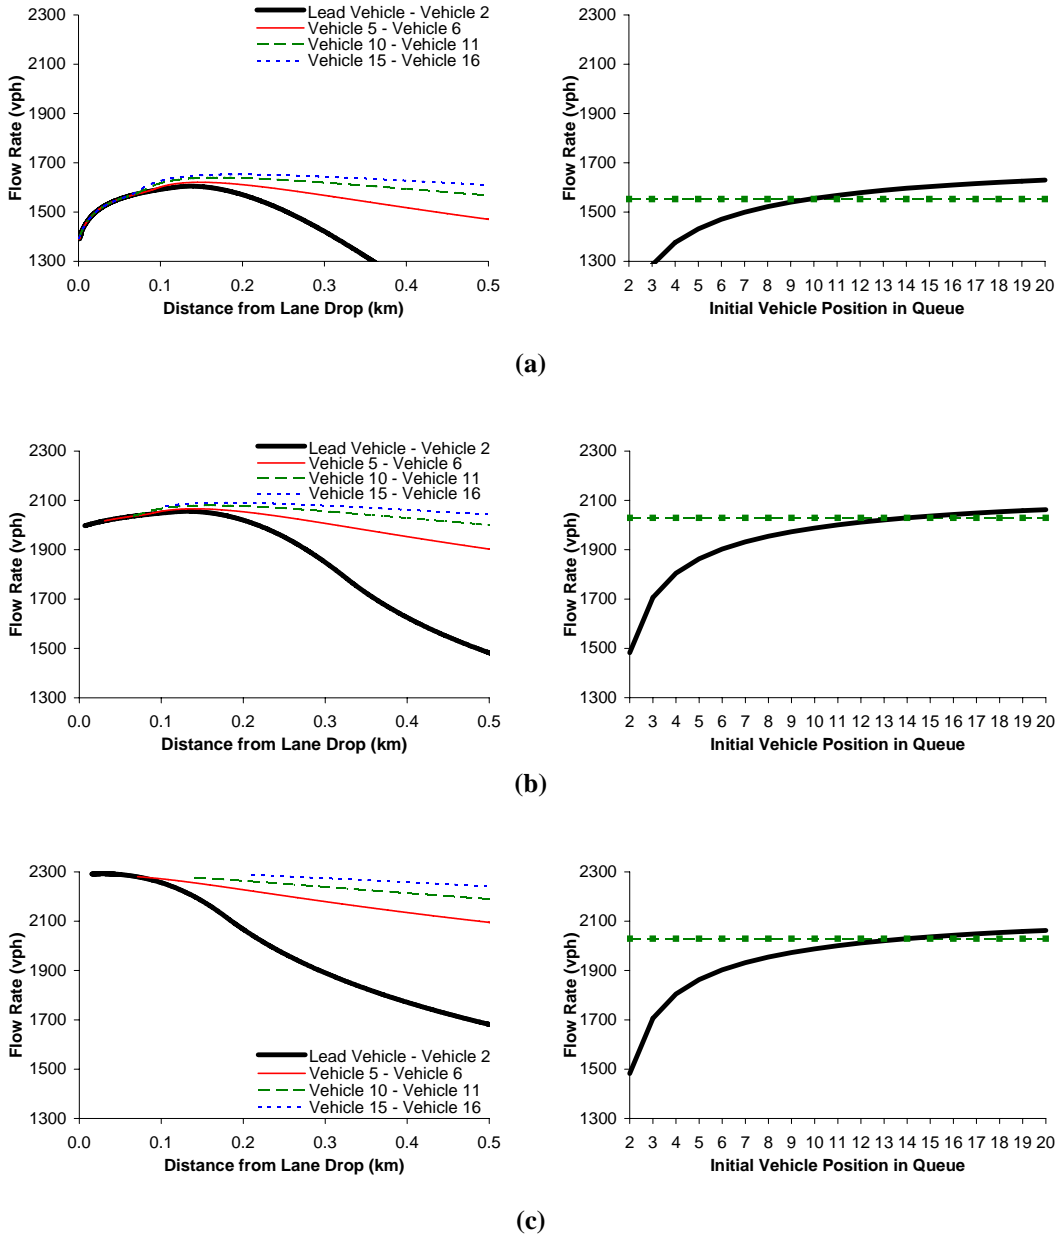 2300
2100
1900
1700
1500
1300
Flow Rate (vph)
Lead Vehicle - Vehicle 2
Vehicle 5 - Vehicle 6
Vehicle 10 - Vehicle 11
Vehicle 15 - Vehicle 16
0.0 0.1 0.2 0.3 0.4 0.5
Distance from Lane Drop (km)
2300
2100
1900
1700
1500
1300
Flow Rate (vph)
2 3 4 5 6 7 8 9 10 11 12 13 14 15 16 17 18 19 20
Initial Vehicle Position in Queue
(a)
2300
2100
1900
1700
1500
1300
Flow Rate (vph)
Lead Vehicle - Vehicle 2
Vehicle 5 - Vehicle 6
Vehicle 10 - Vehicle 11
Vehicle 15 - Vehicle 16
0.0 0.1 0.2 0.3 0.4 0.5
Distance from Lane Drop (km)
2300
2100
1900
1700
1500
1300
Flow Rate (vph)
2 3 4 5 6 7 8 9 10 11 12 13 14 15 16 17 18 19 20
Initial Vehicle Position in Queue
(b)
2300
2100
1900
1700
1500
1300
Flow Rate (vph)
Lead Vehicle - Vehicle 2
Vehicle 5 - Vehicle 6
Vehicle 10 - Vehicle 11
Vehicle 15 - Vehicle 16
0.0 0.1 0.2 0.3 0.4 0.5
Distance from Lane Drop (km)
2300
2100
1900
1700
1500
1300
Flow Rate (vph)
2 3 4 5 6 7 8 9 10 11 12 13 14 15 16 17 18 19 20
Initial Vehicle Position in Queue
(c)